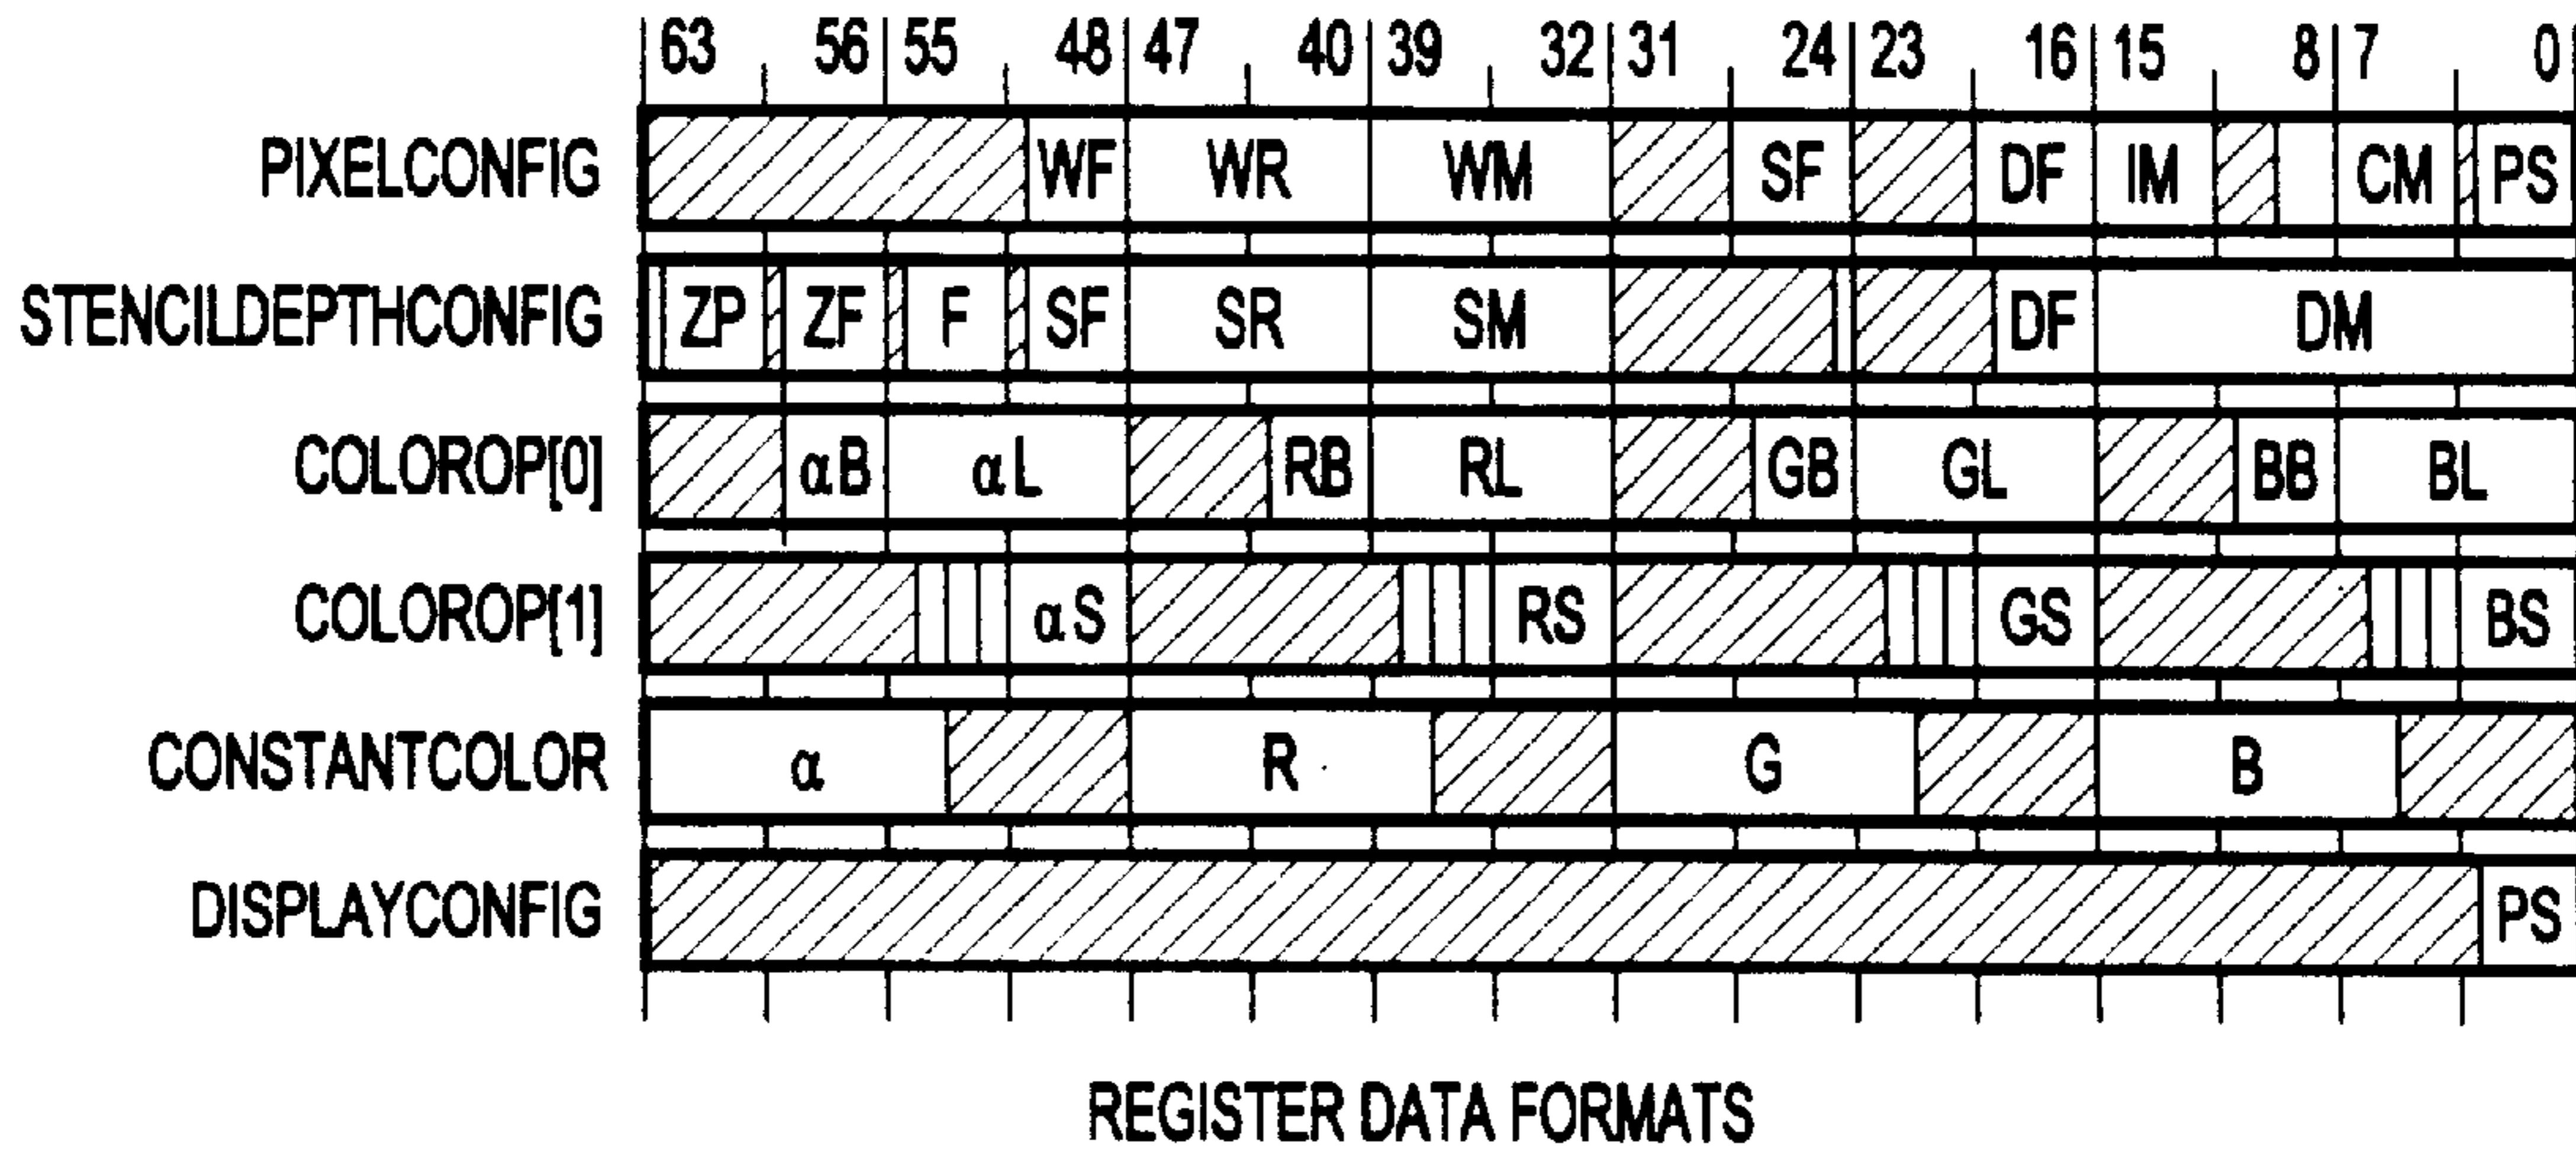 63 56 55 48 47 40 39 32 31 24 23 16 15 8 7 0
PIXELCONFIG WF WR WM SF DF IM CM PS
STENCILDEPTHCONFIG ZP ZF F SF SR SM DF DM
COLOROP[0] αB αL RB RL GB GL BB BL
COLOROP[1] αS RS GS BS
CONSTANTCOLOR α R G B
DISPLAYCONFIG PS
REGISTER DATA FORMATS